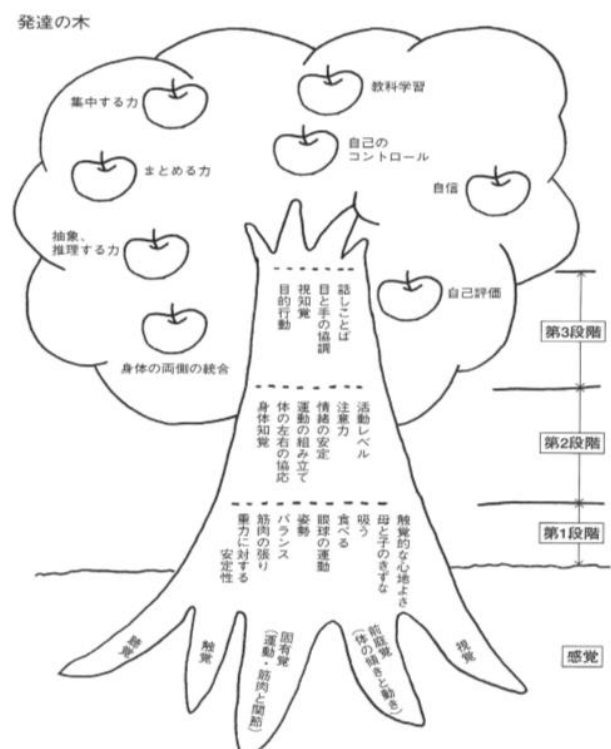 発達の木
集中する力
教科学習
自己の
コントロール
まとめる力
自信
抽象、
推理する力
自己評価
身体の両側の統合
話しことば
目と手の協調
視知覚
目的行動
第3段階
活動レベル
注意力
情緒の安定
運動の組み立て
体の左右の協応
身体知覚
第2段階
触覚的な心地よさ
母と子のきずな
吸う
食べる
眼球の運動
姿勢
バランス
筋肉の張り
重力に対する
安定性
第1段階
聴覚
触覚
固有覚
(運動・筋肉と関節)
前庭覚
(体の傾きと動き)
視覚
感覚